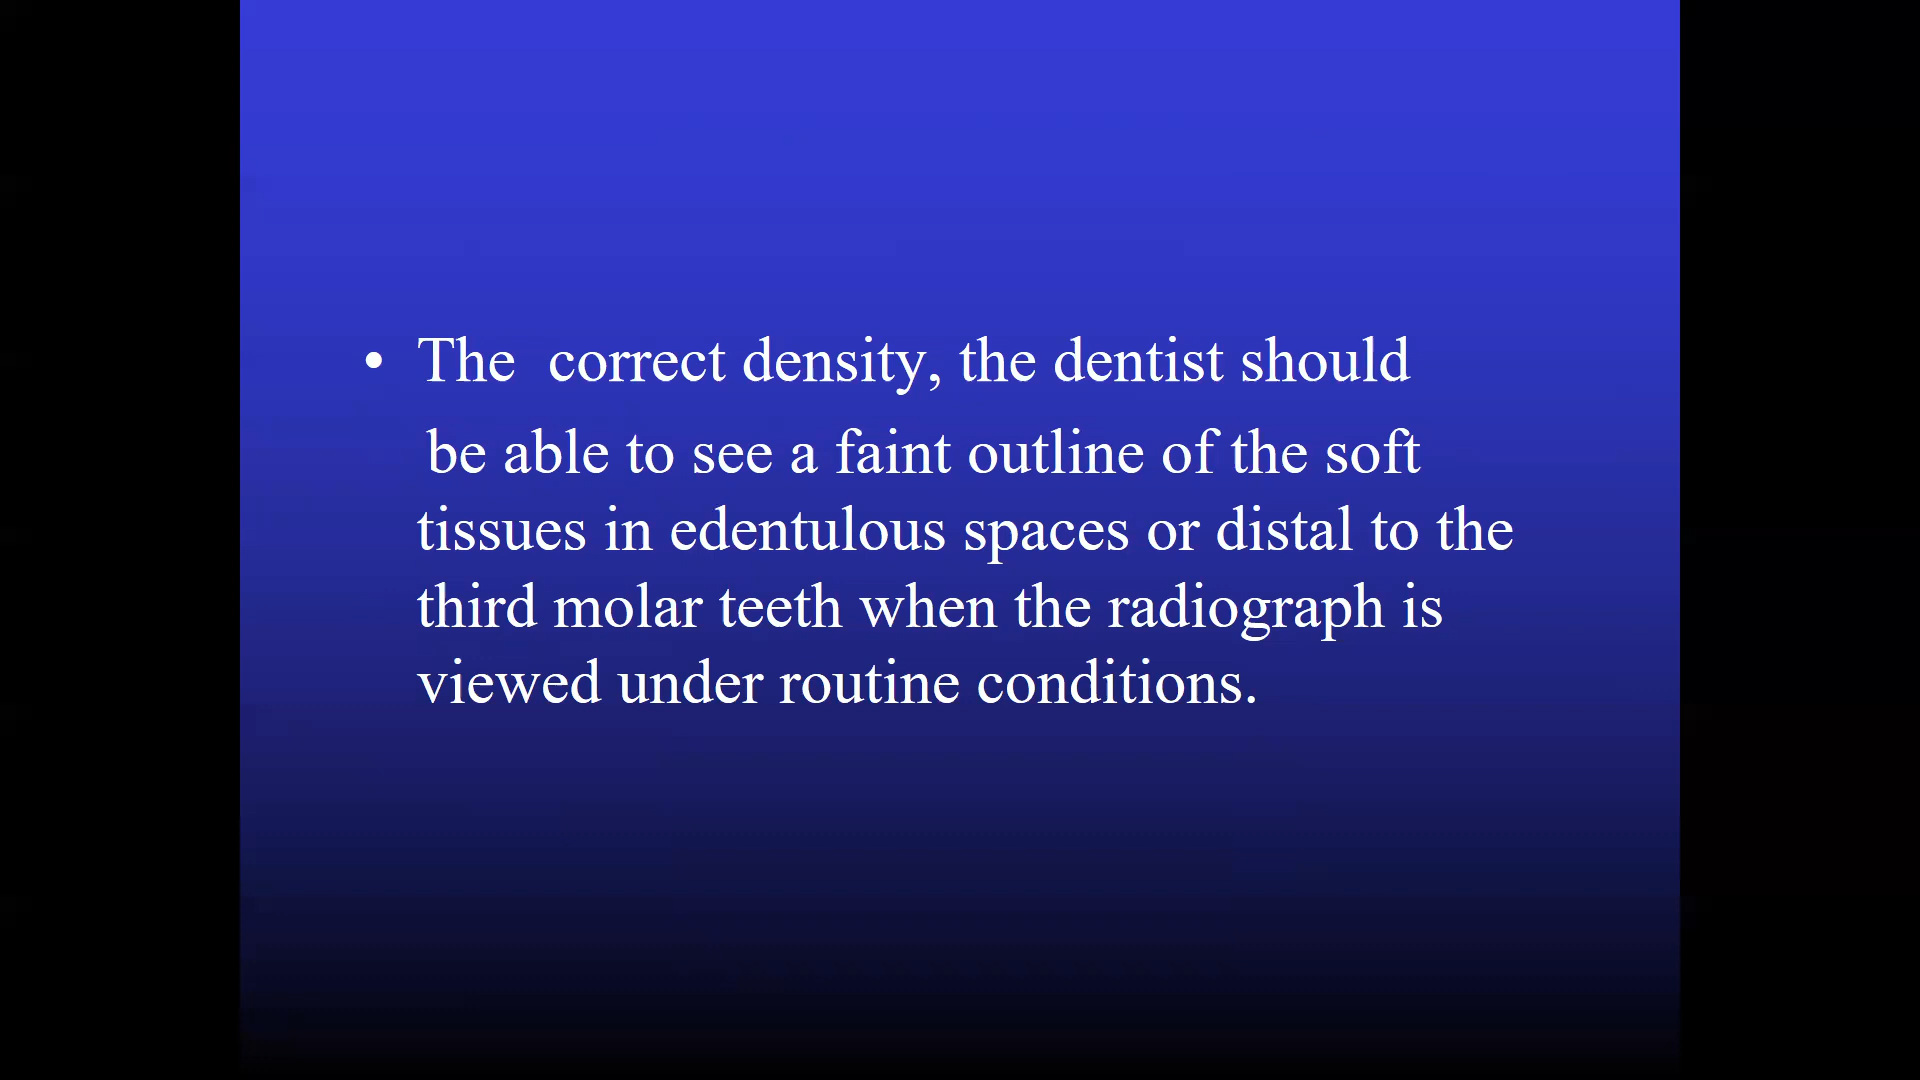 • The  correct density, the dentist should
be able to see a faint outline of the soft
tissues in edentulous spaces or distal to the
third molar teeth when the radiograph is
viewed under routine conditions.